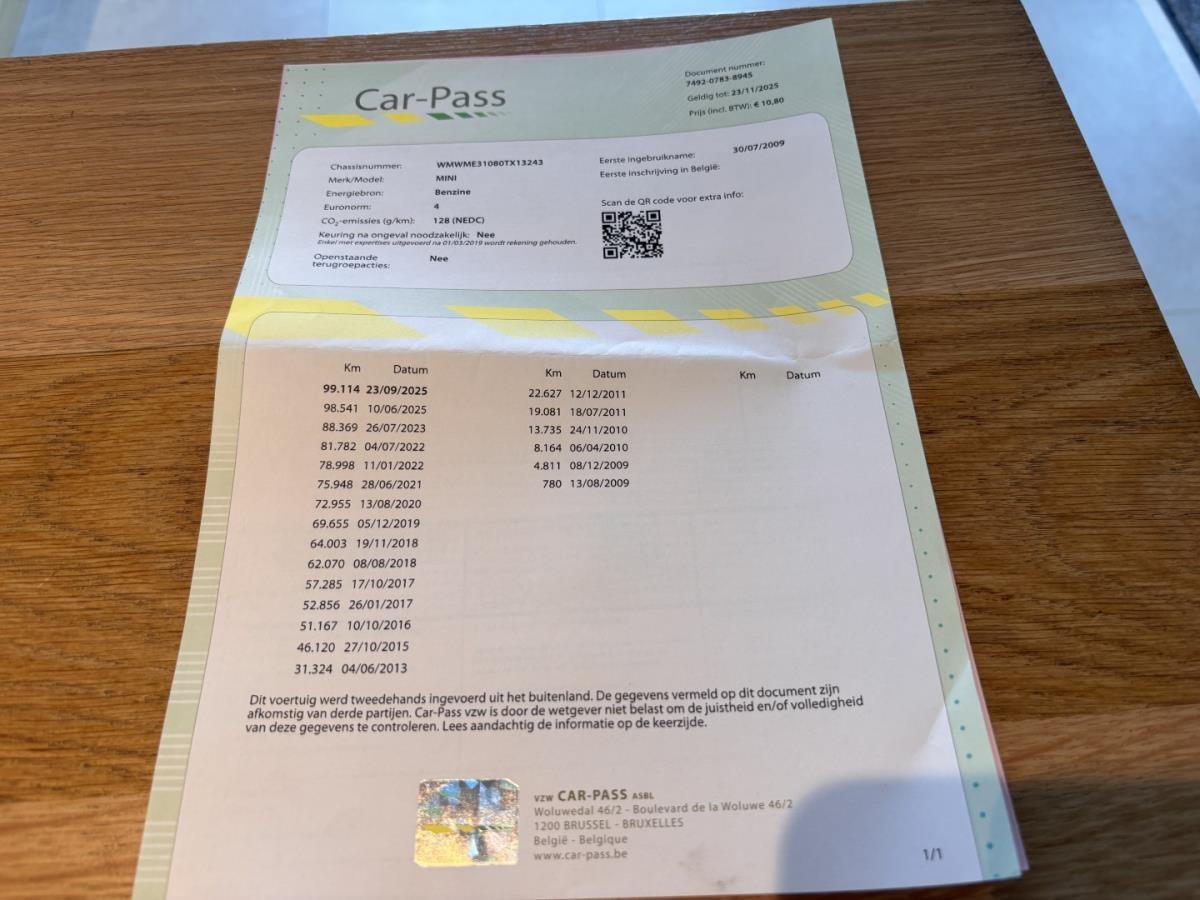 Car-Pass
Document nummer:
7492-0783-8945
Geldig tot: 23/11/2025
Prijs (incl. BTW): € 10,80
Chassisnummer: WMWME31080TX13243
Merk/Model: MINI
Energiebron: Benzine
Euronorm: 4
CO₂-emissies (g/km): 128 (NEDC)
Keuring na ongeval noodzakelijk: Nee
Enkel met expertises uitgevoerd na 01/03/2019 wordt rekening gehouden.
Openstaande
terugroepacties: Nee
Eerste ingebruikname: 30/07/2009
Eerste inschrijving in België:
Scan de QR code voor extra info:
Km Datum
99.114 23/09/2025
98.541 10/06/2025
88.369 26/07/2023
81.782 04/07/2022
78.998 11/01/2022
75.948 28/06/2021
72.955 13/08/2020
69.655 05/12/2019
64.003 19/11/2018
62.070 08/08/2018
57.285 17/10/2017
52.856 26/01/2017
51.167 10/10/2016
46.120 27/10/2015
31.324 04/06/2013
Km Datum
22.627 12/12/2011
19.081 18/07/2011
13.735 24/11/2010
8.164 06/04/2010
4.811 08/12/2009
780 13/08/2009
Km Datum
Dit voertuig werd tweedehands ingevoerd uit het buitenland. De gegevens vermeld op dit document zijn
afkomstig van derde partijen. Car-Pass vzw is door de wetgever niet belast om de juistheid en/of volledigheid
van deze gegevens te controleren. Lees aandachtig de informatie op de keerzijde.
VZW CAR-PASS ASBL
Woluwedal 46/2 - Boulevard de la Woluwe 46/2
1200 BRUSSEL - BRUXELLES
België - Belgique
www.car-pass.be
1/1